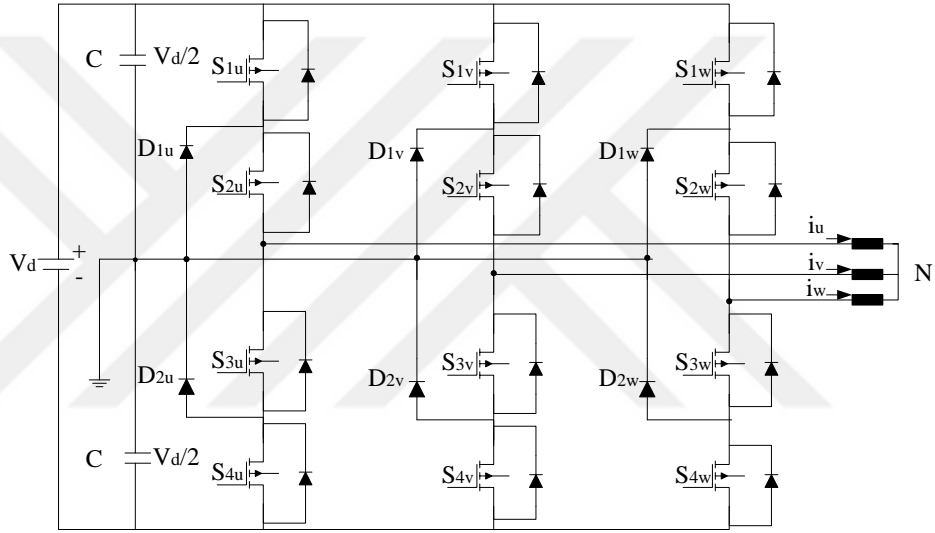 C
Vd/2
S1u
S1v
S1w
D1u
D1v
D1w
S2u
S2v
S2w
Vd
+
-
iu
iv
iw
N
S3u
S3v
S3w
D2u
D2v
D2w
C
Vd/2
S4u
S4v
S4w